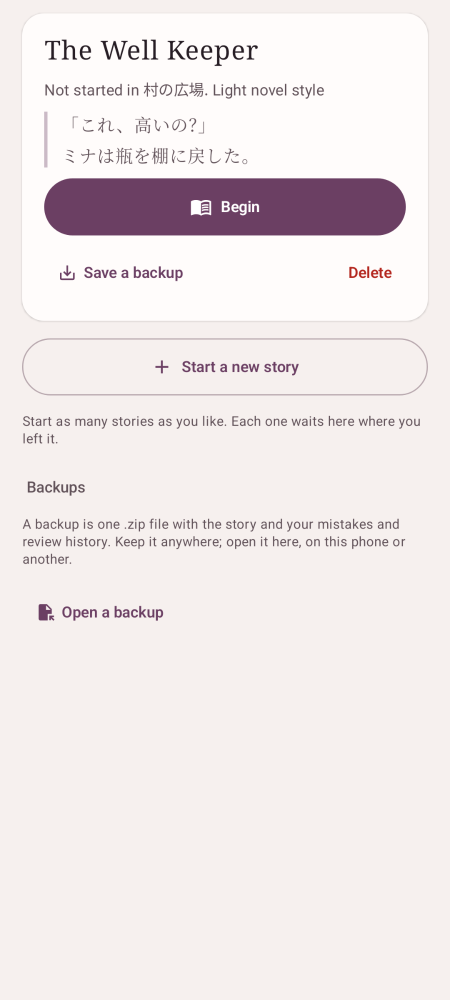 The Well Keeper
Not started in 村の広場. Light novel style
「これ、高いの?」
ミナは瓶を棚に戻した。
Begin
Save a backup
Delete
Start a new story
Start as many stories as you like. Each one waits here where you
left it.
Backups
A backup is one .zip file with the story and your mistakes and
review history. Keep it anywhere; open it here, on this phone or
another.
Open a backup